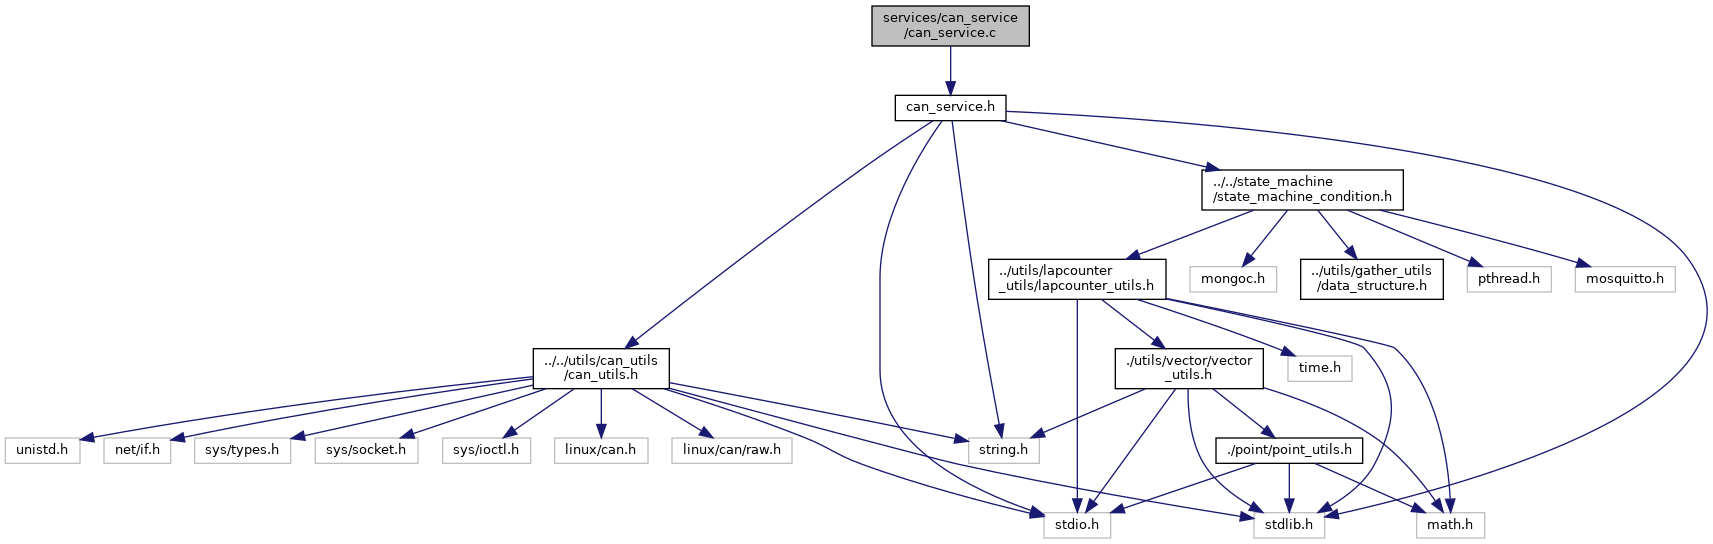 services/can_service
/can_service.c
can_service.h
../../state_machine
/state_machine_condition.h
../utils/lapcounter
_utils/lapcounter_utils.h
mongoc.h
../utils/gather_utils
/data_structure.h
pthread.h
mosquitto.h
../../utils/can_utils
/can_utils.h
./utils/vector/vector
_utils.h
time.h
unistd.h
net/if.h
sys/types.h
sys/socket.h
sys/ioctl.h
linux/can.h
linux/can/raw.h
string.h
./point/point_utils.h
stdio.h
stdlib.h
math.h